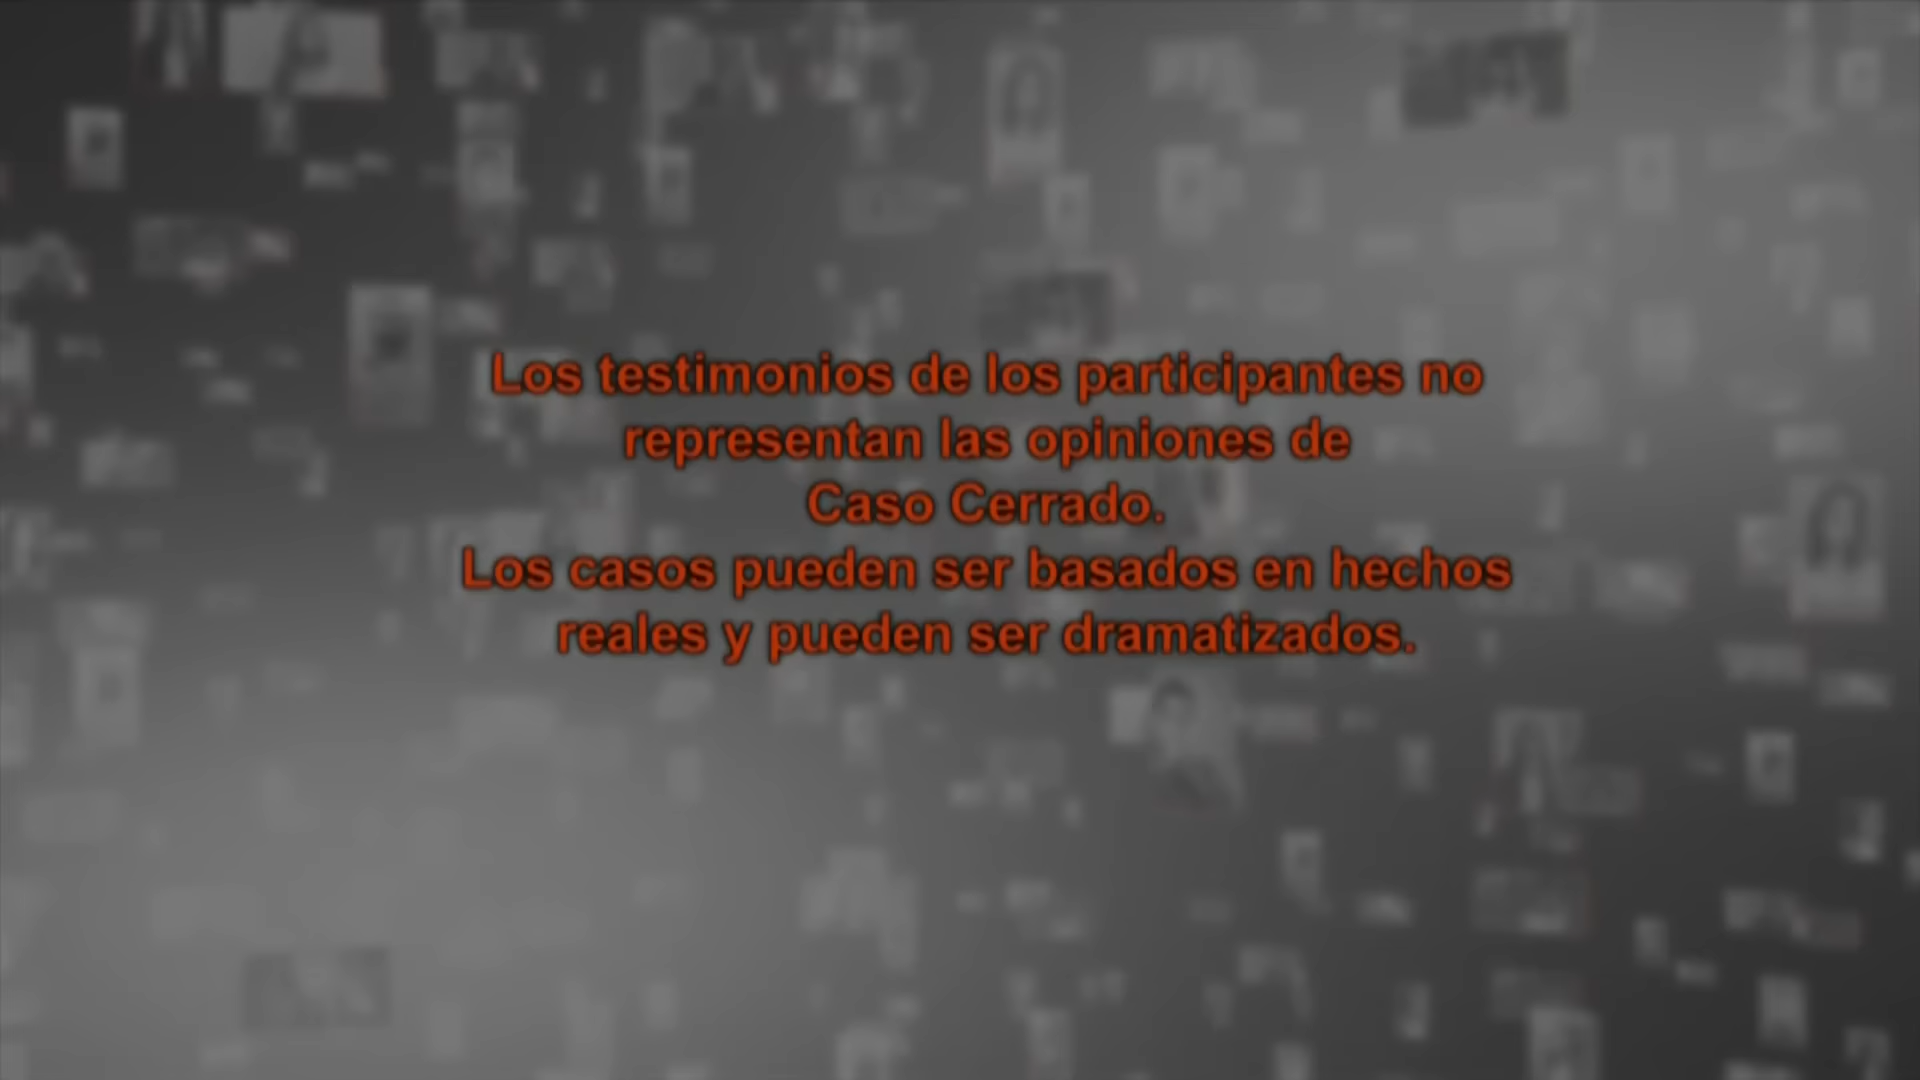 Los testimonios de los participantes no
representan las opiniones de
Caso Cerrado.
Los casos pueden ser basados en hechos
reales y pueden ser dramatizados.